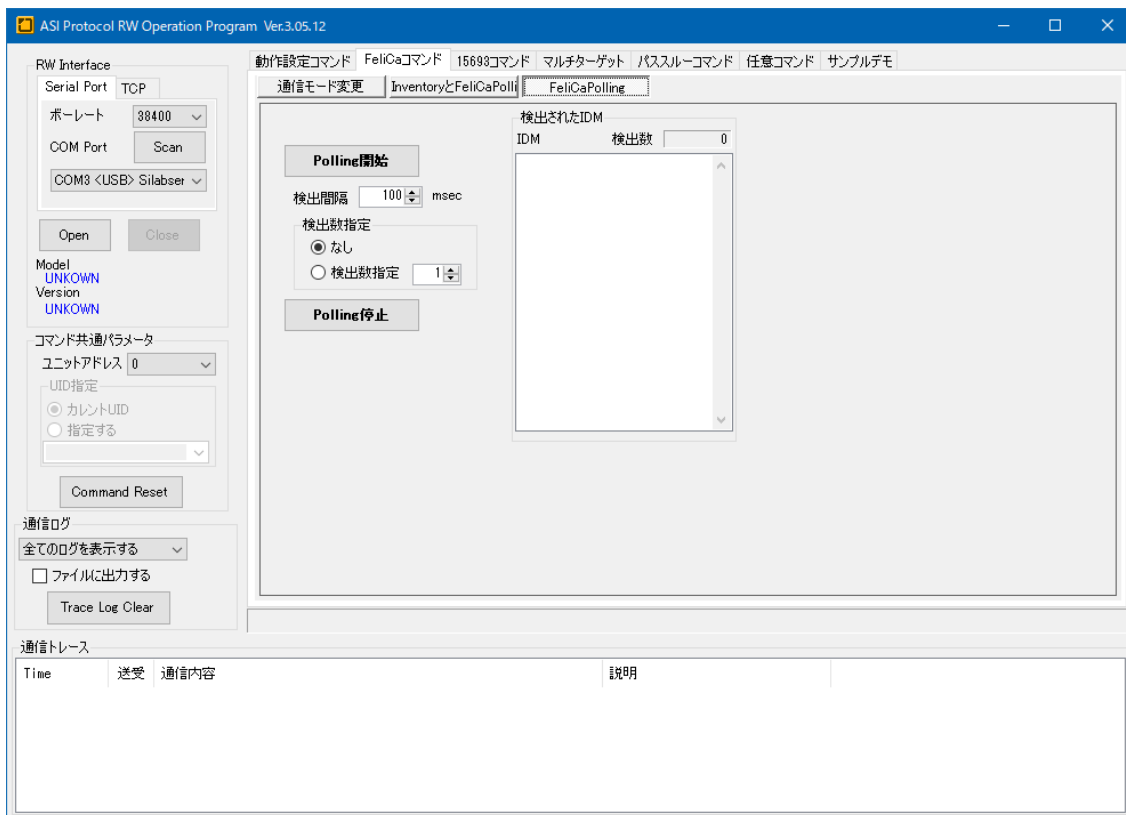 ASI Protocol RW Operation Program Ver.3.05.12
RW Interface
Serial Port TCP
ボーレート 38400
COM Port Scan
COM3 <USB> Silabser
Open Close
Model
UNKOWN
Version
UNKOWN
コマンド共通パラメータ
ユニットアドレス 0
UID指定
カレントUID
指定する
Command Reset
通信ログ
全てのログを表示する
ファイルに出力する
Trace Log Clear
動作設定コマンド FeliCaコマンド 15693コマンド マルチターゲット パススルーコマンド 任意コマンド サンプルデモ
通信モード変更 InventoryとFeliCaPolli FeliCaPolling
Polling開始
検出間隔 100 msec
検出数指定
なし
検出数指定 1
Polling停止
検出されたIDM
IDM 検出数 0
通信トレース
Time 送受 通信内容 説明